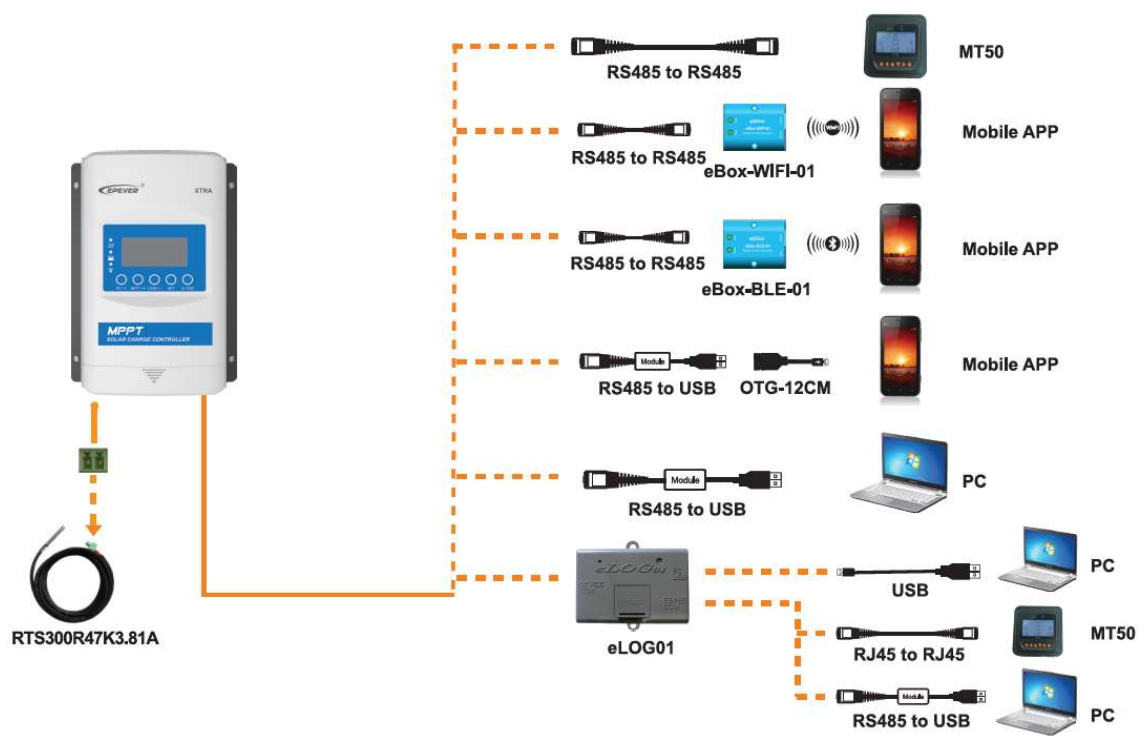 RS485 to RS485
MT50
RS485 to RS485
eBox-WIFI-01
Mobile APP
EPEVER
XTRA
MPPT
SOLAR CHARGE CONTROLLER
RS485 to RS485
eBox-BLE-01
Mobile APP
Module
RS485 to USB
OTG-12CM
Mobile APP
Module
RS485 to USB
PC
RTS300R47K3.81A
eLOG01
eLOG01
USB
PC
RJ45 to RJ45
MT50
Module
RS485 to USB
PC